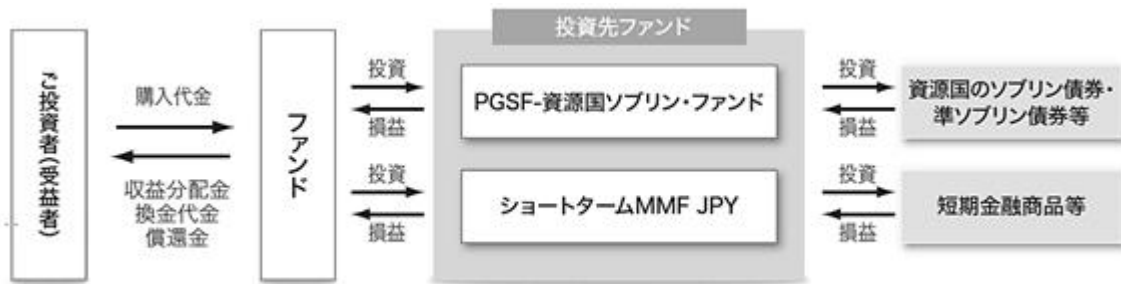 投資先ファンド
ご投資者(受益者)
購入代金
収益分配金
換金代金
償還金
ファンド
投資
損益
PGSF-資源国ソブリン・ファンド
投資
損益
資源国のソブリン債券・
準ソブリン債券等
投資
損益
ショートタームMMF JPY
投資
損益
短期金融商品等